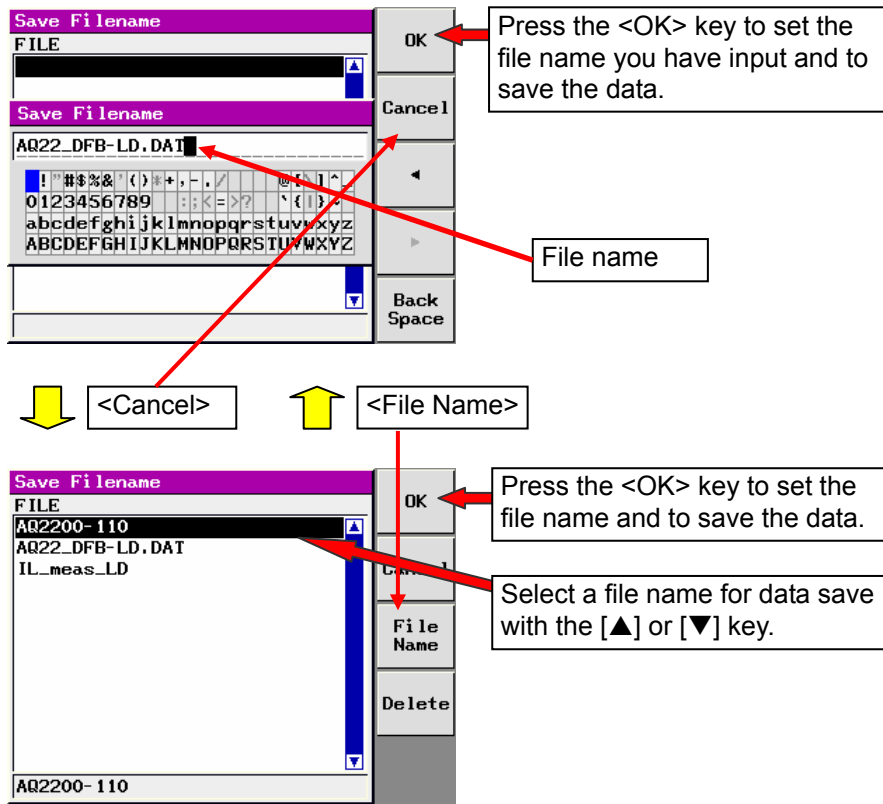 Save Filename
FILE
OK
Press the <OK> key to set the
file name you have input and to
save the data.
Cancel
Save Filename
AQ22_DFB-LD.DAT
!"#$%&'()*+,-./ @[\]^_
0123456789 :;<=>? `{|}~
abcdefghijklmnopqrstuvwxyz
ABCDEFGHIJKLMNOPQRSTUVWXYZ
File name
Back
Space
<Cancel>
<File Name>
Save Filename
FILE
OK
Press the <OK> key to set the
file name and to save the data.
AQ2200-110
AQ22_DFB-LD.DAT
IL_meas_LD
Cancel
Select a file name for data save
with the [▲] or [▼] key.
File
Name
Delete
AQ2200-110